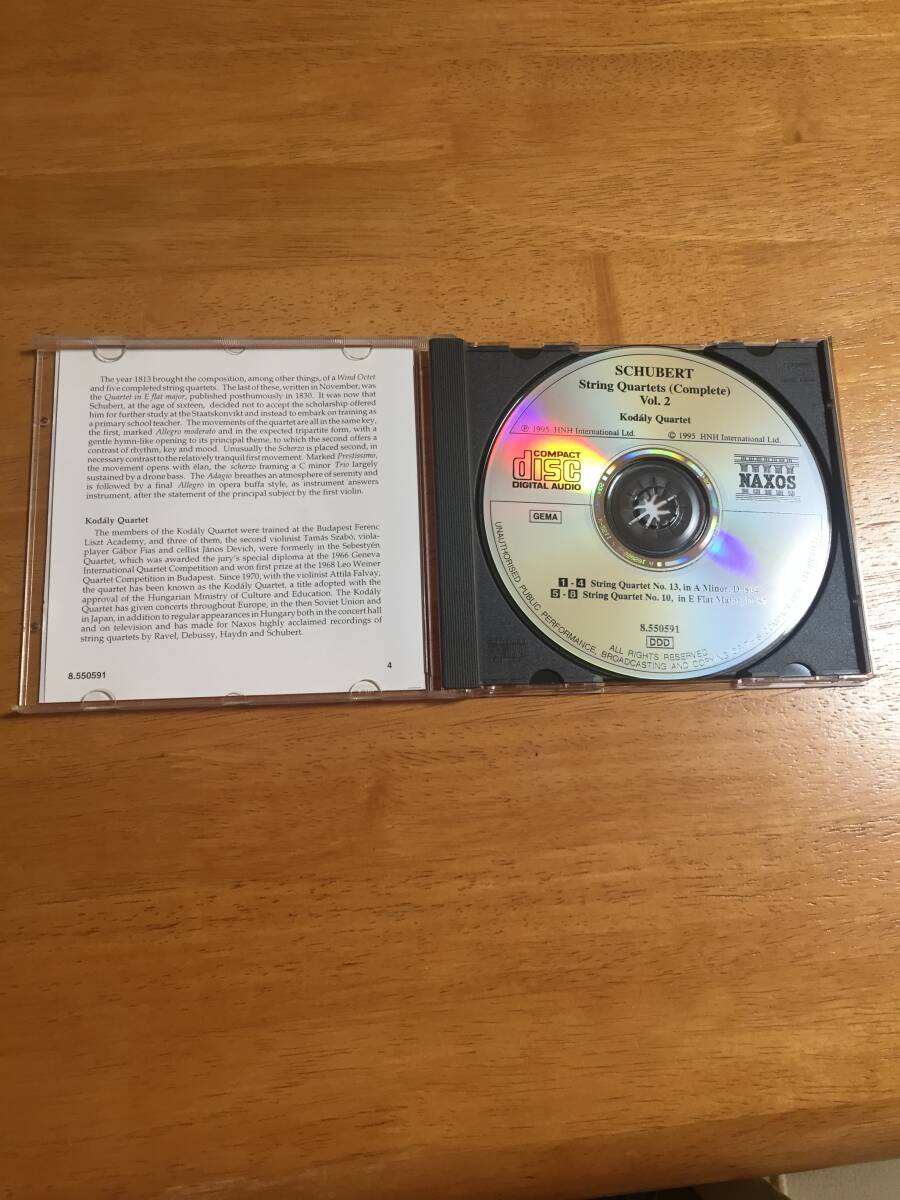 The year 1813 brought the composition, among other things, of a Wind Octet
and five completed string quartets. The last of these, written in November, was
the Quartet in E flat major, published posthumously in 1830. It was now that
Schubert, at the age of sixteen, decided not to accept the scholarship offered
him for further study at the Staatskonvikt and instead to embark on training as
a primary school teacher. The movements of the quartet are all in the same key,
the first, marked Allegro moderato and in the expected tripartite form, with a
gentle hymn-like opening to its principal theme, to which the second offers a
contrast of rhythm, key and mood. Unusually the Scherzo is placed second, in
necessary contrast to the relatively tranquil first movement. Marked Prestissimo,
the movement opens with élan, the scherzo framing a C minor Trio largely
sustained by a drone bass. The Adagio breathes an atmosphere of serenity and
is followed by a final Allegro in opera buffa style, as instrument answers
instrument, after the statement of the principal subject by the first violin.
Kodály Quartet
The members of the Kodály Quartet were trained at the Budapest Ferenc
Liszt Academy, and three of them, the second violinist Tamás Szabó, viola-
player Gábor Fias and cellist János Devich, were formerly in the Sebestyén
Quartet, which was awarded the jury's special diploma at the 1966 Geneva
International Quartet Competition and won first prize at the 1968 Leo Weiner
Quartet Competition in Budapest. Since 1970, with the violinist Attila Falvay,
the quartet has been known as the Kodály Quartet, a title adopted with the
approval of the Hungarian Ministry of Culture and Education. The Kodály
Quartet has given concerts throughout Europe, in the then Soviet Union and
in Japan, in addition to regular appearances in Hungary both in the concert hall
and on television and has made for Naxos highly acclaimed recordings of
string quartets by Ravel, Debussy, Haydn and Schubert.
8.550591
4
SCHUBERT
String Quartets (Complete)
Vol. 2
Kodály Quartet
℗ 1995 HNH International Ltd.
© 1995 HNH International Ltd.
COMPACT
disc
DIGITAL AUDIO
NAXOS
GEMA
1 - 4 String Quartet No. 13, in A Minor,
5 - 8 String Quartet No. 10, in E Flat Major,
8.550591
DDD
ALL RIGHTS RESERVED
UNAUTHORISED PUBLIC PERFORMANCE, BROADCASTING AND COPYING